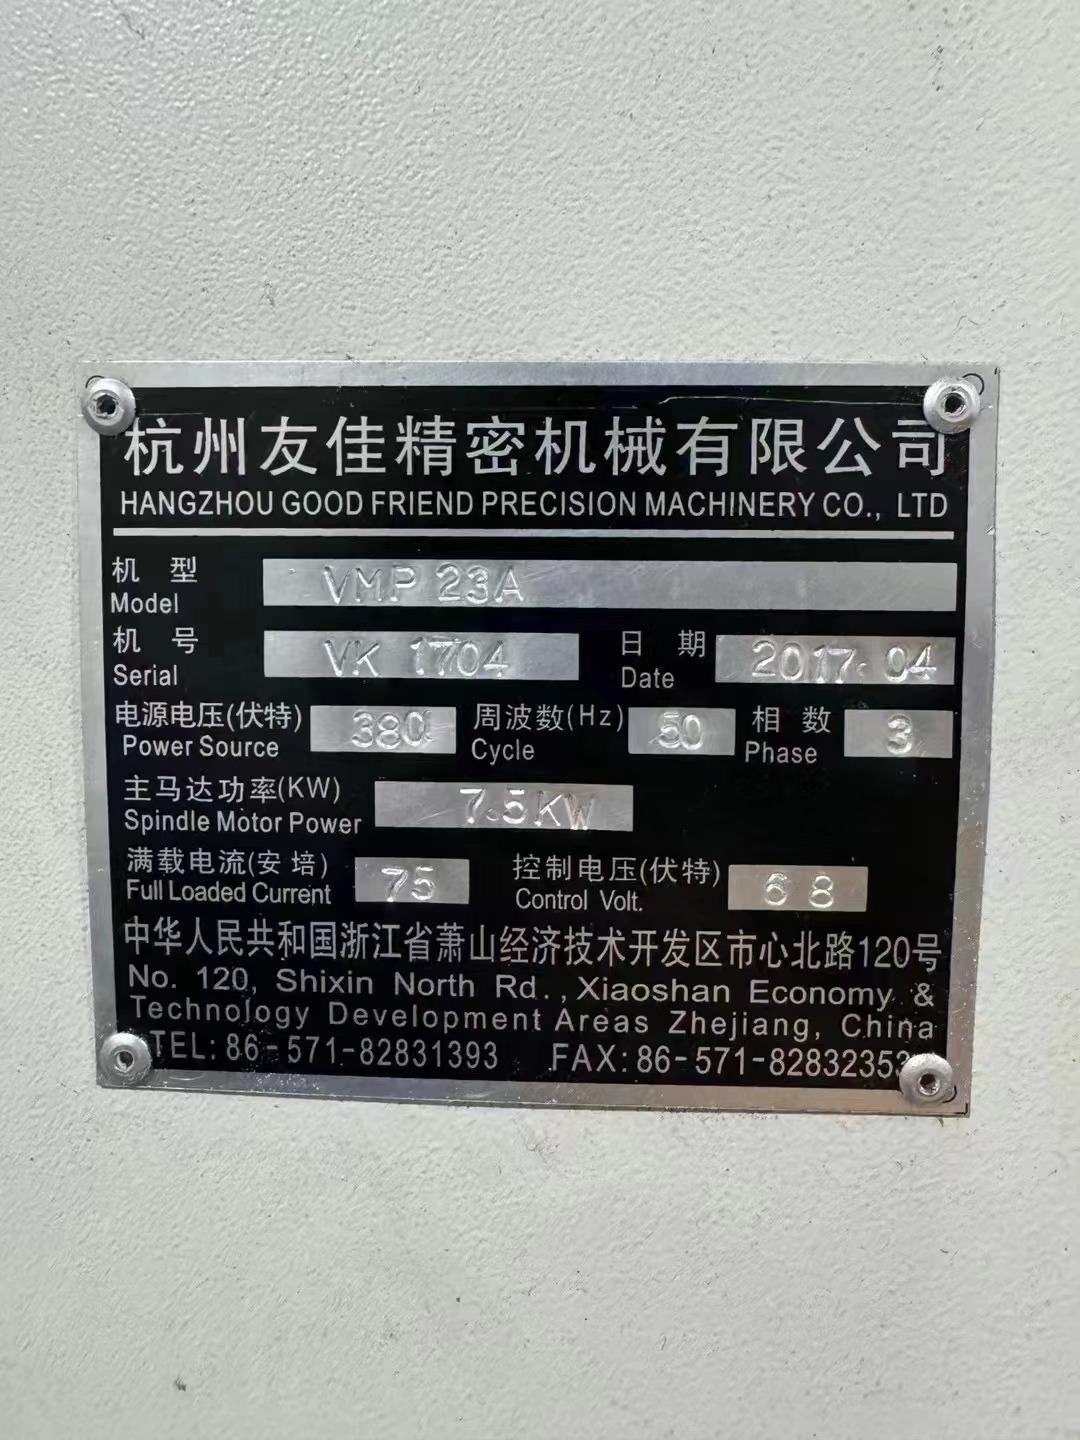 杭州友佳精密机械有限公司
HANGZHOU GOOD FRIEND PRECISION MACHINERY CO., LTD
机 型 VMP 23A
Model
机 号 VK 1704 日 期 2017. 04
Serial Date
电源电压(伏特) 380 周波数(Hz) 50 相 数 3
Power Source Cycle Phase
主马达功率(KW) 7.5KW
Spindle Motor Power
满载电流(安 培) 75 控制电压(伏特) 68
Full Loaded Current Control Volt.
中华人民共和国浙江省萧山经济技术开发区市心北路120号
No. 120, Shixin North Rd., Xiaoshan Economy &
Technology Development Areas Zhejiang, China
TEL: 86-571-82831393 FAX: 86-571-8283235